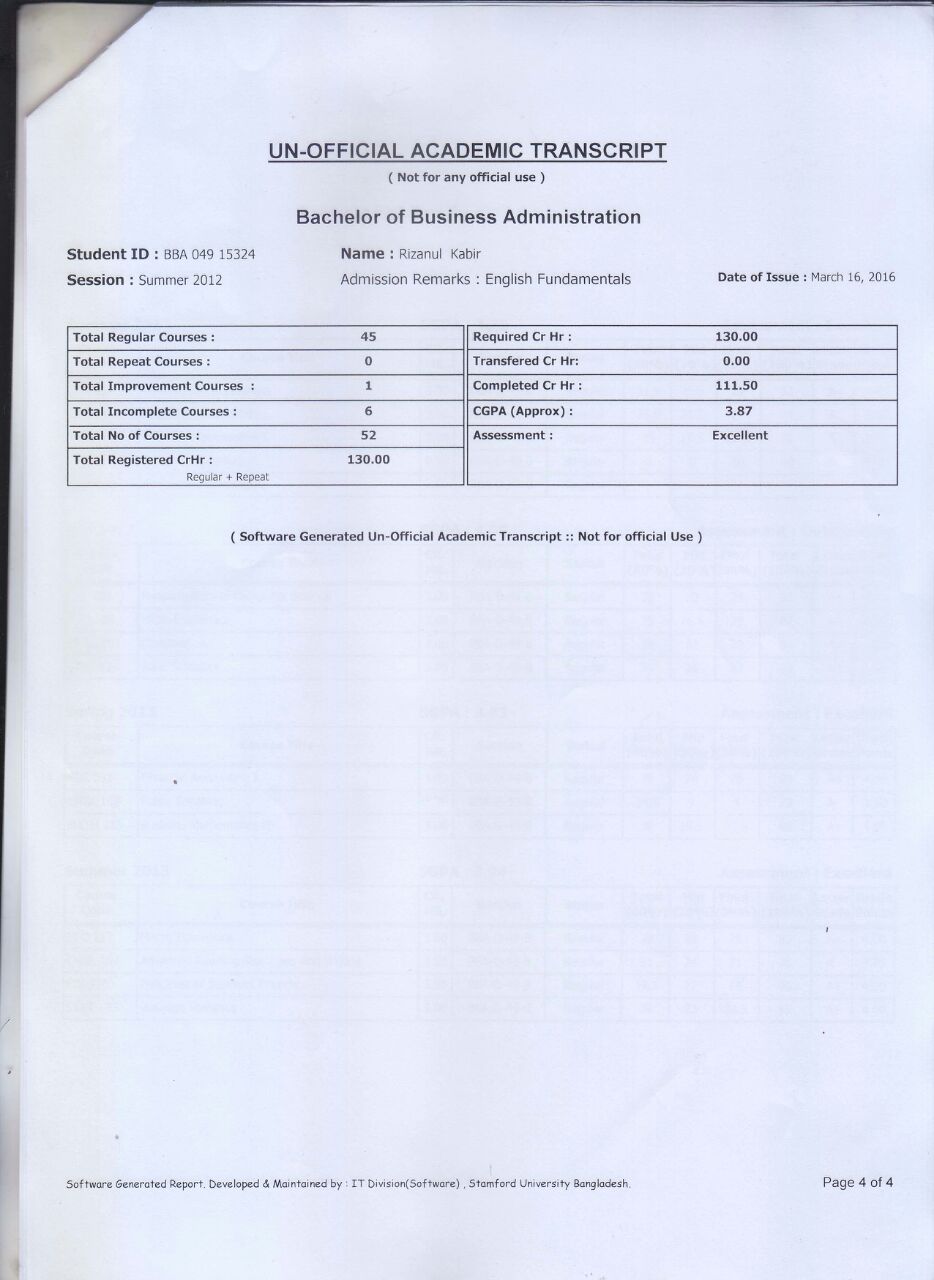 UN-OFFICIAL ACADEMIC TRANSCRIPT
( Not for any official use )
Bachelor of Business Administration
Student ID : BBA 049 15324 Name : Rizanul Kabir
Session : Summer 2012 Admission Remarks : English Fundamentals Date of Issue : March 16, 2016
Total Regular Courses : 45 Required Cr Hr : 130.00
Total Repeat Courses : 0 Transfered Cr Hr: 0.00
Total Improvement Courses : 1 Completed Cr Hr : 111.50
Total Incomplete Courses : 6 CGPA (Approx) : 3.87
Total No of Courses : 52 Assessment : Excellent
Total Registered CrHr : 130.00
Regular + Repeat
( Software Generated Un-Official Academic Transcript :: Not for official Use )
Software Generated Report. Developed & Maintained by : IT Division(Software) , Stamford University Bangladesh. Page 4 of 4